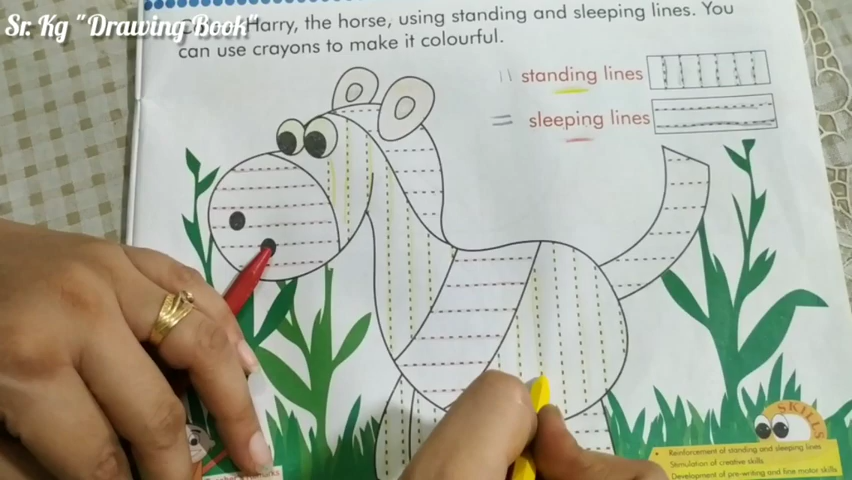 Sr. Kg "Drawing Book"
Harry, the horse, using standing and sleeping lines. You
can use crayons to make it colourful.
standing lines
sleeping lines
SKILLS
• Reinforcement of standing and sleeping lines
Stimulation of creative skills
Development of pre-writing and fine motor skills